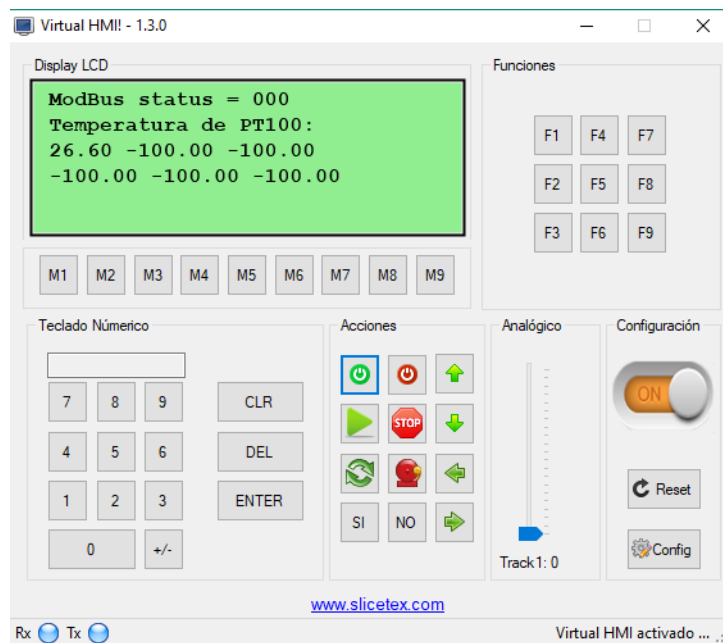 Virtual HMI! - 1.3.0
Display LCD
ModBus status = 000
Temperatura de PT100:
26.60 -100.00 -100.00
-100.00 -100.00 -100.00
M1 M2 M3 M4 M5 M6 M7 M8 M9
Funciones
F1 F4 F7
F2 F5 F8
F3 F6 F9
Teclado Númerico
7 8 9 CLR
4 5 6 DEL
1 2 3 ENTER
0 +/-
Acciones
STOP
SI NO
Analógico
Track1: 0
Configuración
ON
Reset
Config
www.slicetex.com
Rx Tx Virtual HMI activado ...